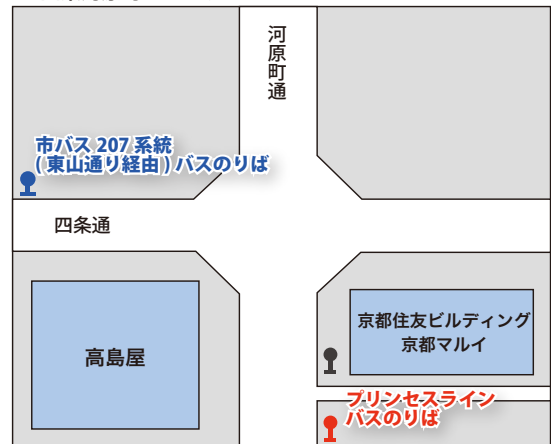 河原町通
市バス 207 系統
(東山通り経由)バスのりば
四条通
高島屋
京都住友ビルディング
京都マルイ
プリンセスライン
バスのりば